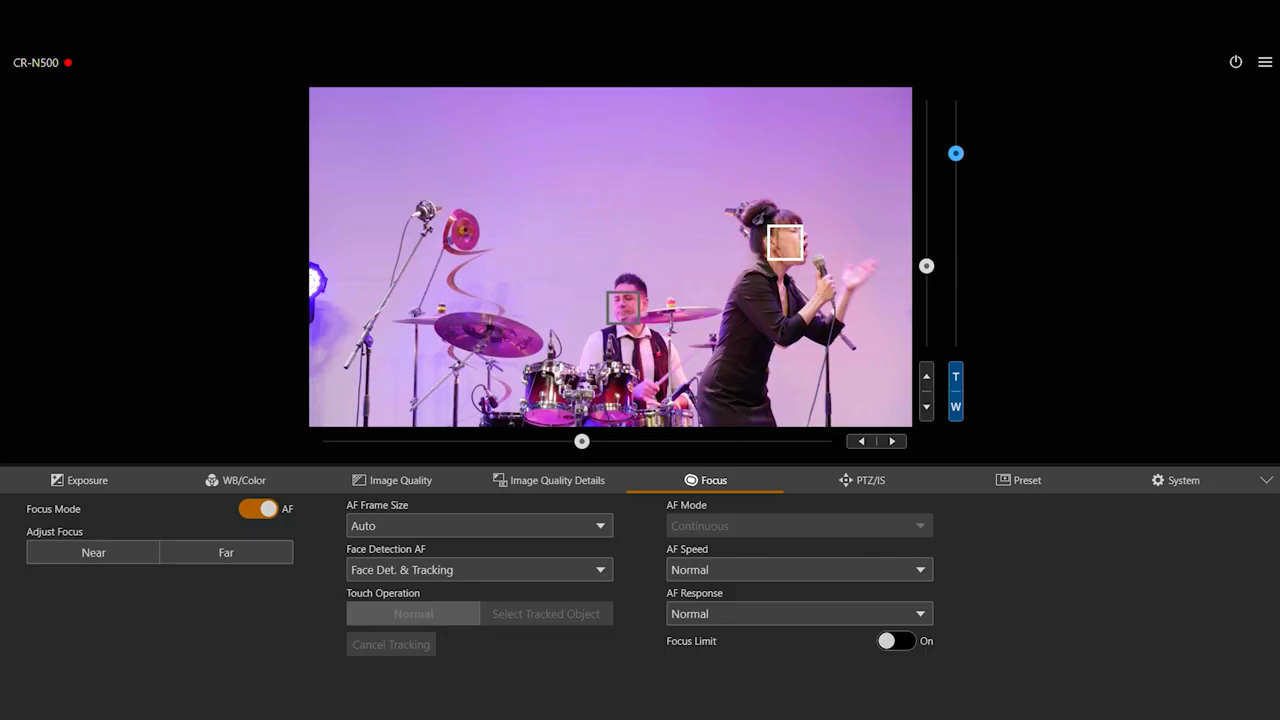 CR-N500
T
W
Exposure
WB/Color
Image Quality
Image Quality Details
Focus
PTZ/IS
Preset
System
Focus Mode
AF
Adjust Focus
Near
Far
AF Frame Size
Auto
Face Detection AF
Face Det. & Tracking
Touch Operation
Normal
Select Tracked Object
Cancel Tracking
AF Mode
Continuous
AF Speed
Normal
AF Response
Normal
Focus Limit
On